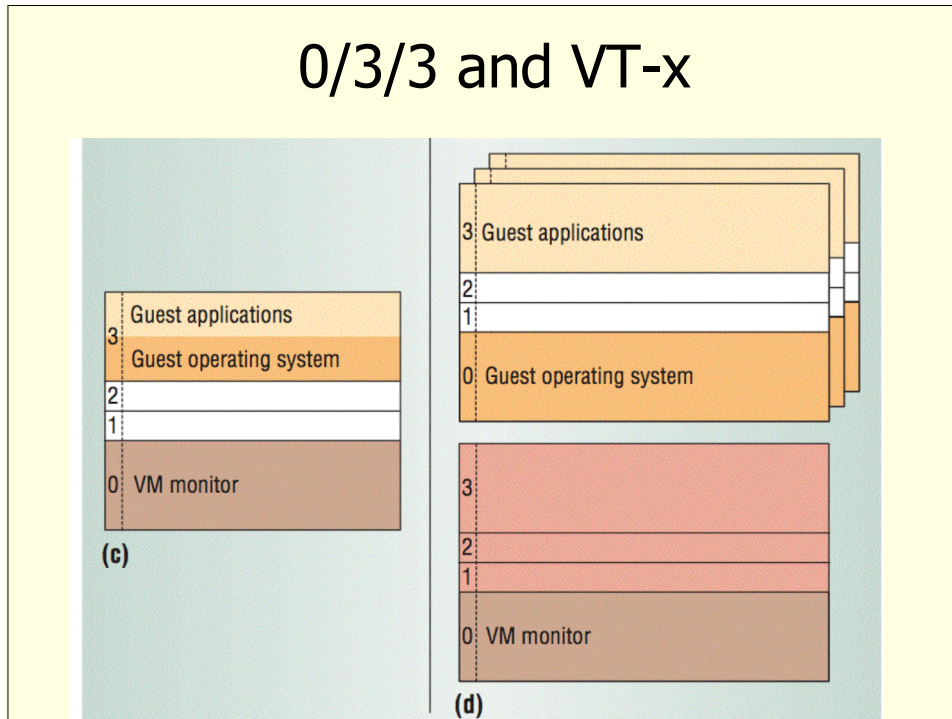 0/3/3 and VT-x
3 Guest applications
Guest operating system
2
1
0 VM monitor
(c)
3 Guest applications
2
1
0 Guest operating system
3
2
1
0 VM monitor
(d)